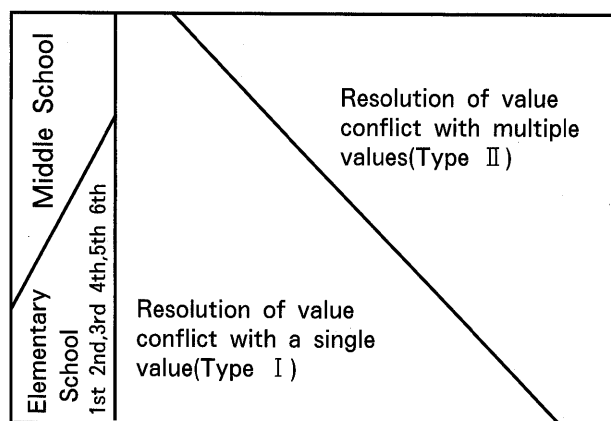 Middle School
Elementary
School
1st 2nd,3rd 4th,5th 6th
Resolution of value
conflict with multiple
values(Type Ⅱ)
Resolution of value
conflict with a single
value(Type Ⅰ)